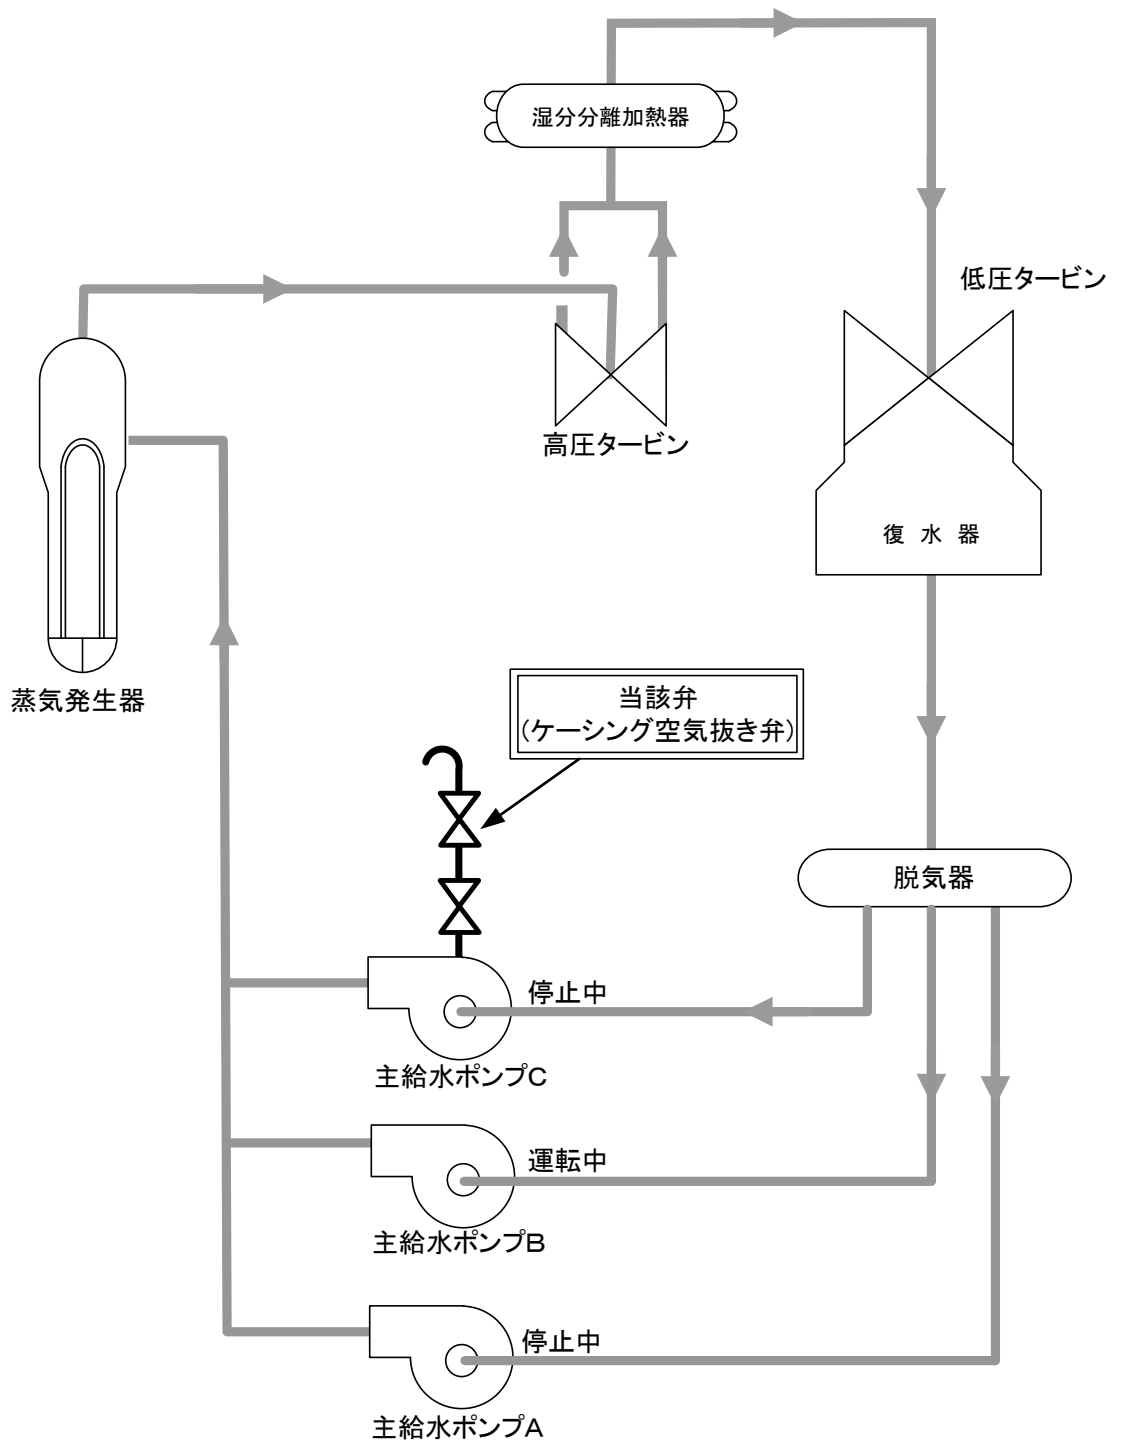 湿分分離加熱器
低圧タービン
高圧タービン
復 水 器
蒸気発生器
当該弁
(ケーシング空気抜き弁)
脱気器
停止中
主給水ポンプC
運転中
主給水ポンプB
停止中
主給水ポンプA